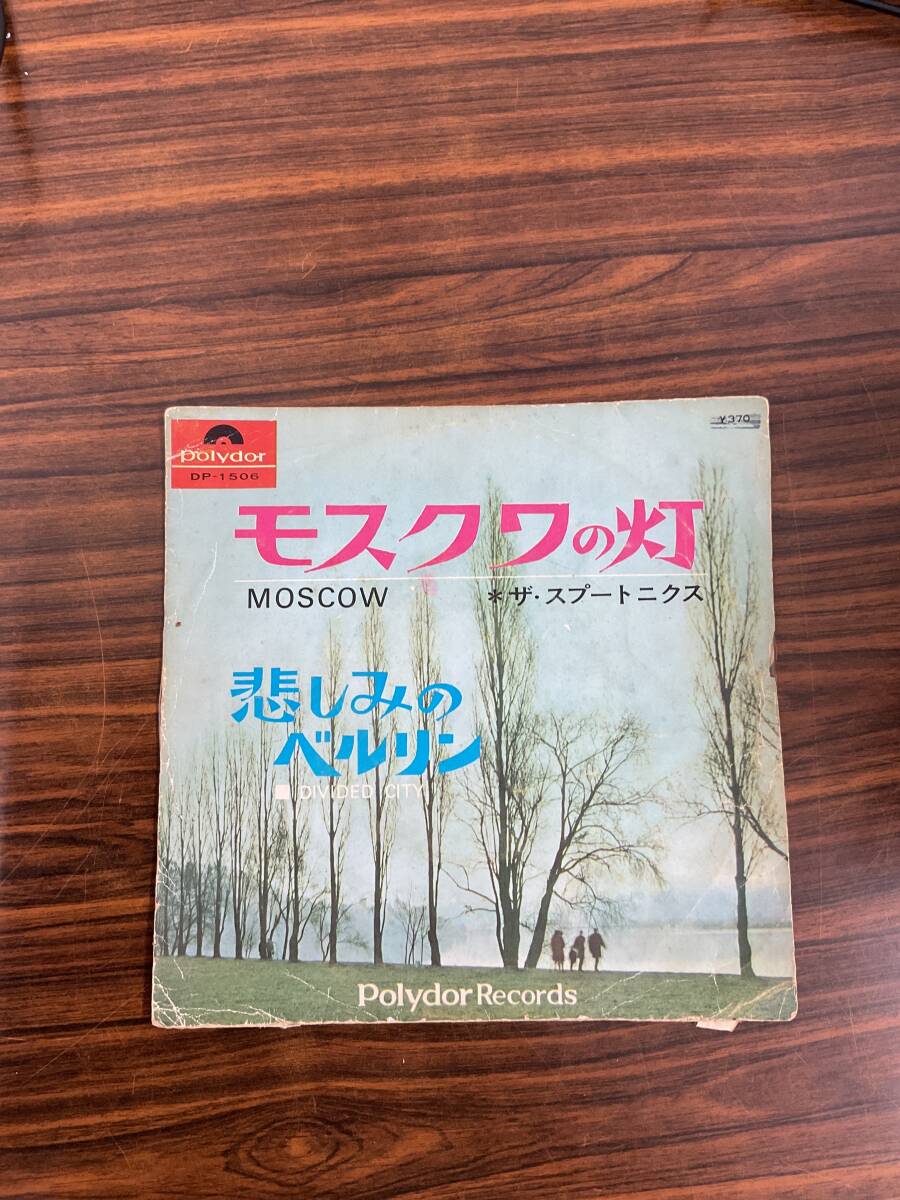 polydor
DP-1506
¥370
モスクワの灯
MOSCOW
*ザ・スプートニクス
悲しみの
ベルリン
■ DIVIDED CITY
Polydor Records